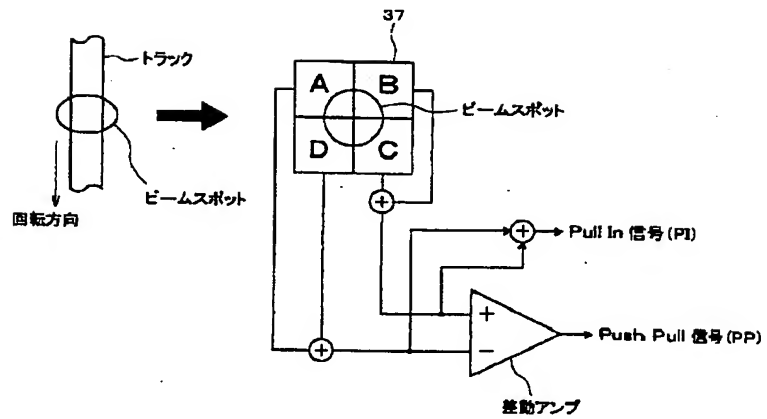 37
トラック
A B
ビームスポット
D C
ビームスポット
回転方向
+
+
Pull In 信号(PI)
+
Push Pull 信号(PP)
−
+
差動アンプ